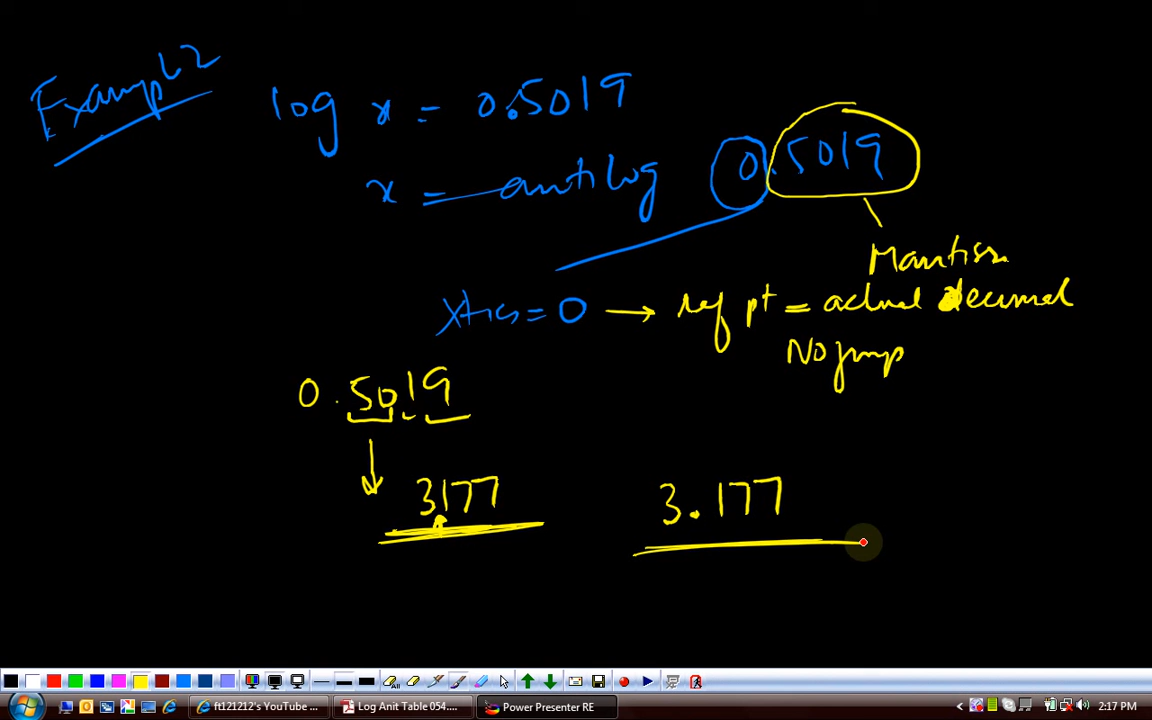 Example 2
log x = 0.5019
x = antilog 0.5019
Mantissa
xtics = 0 → ref pt = actual decimal
No jump
0.5019
3177
3.177
ft121212's YouTube ...
Log Anit Table 054....
Power Presenter RE
2:17 PM